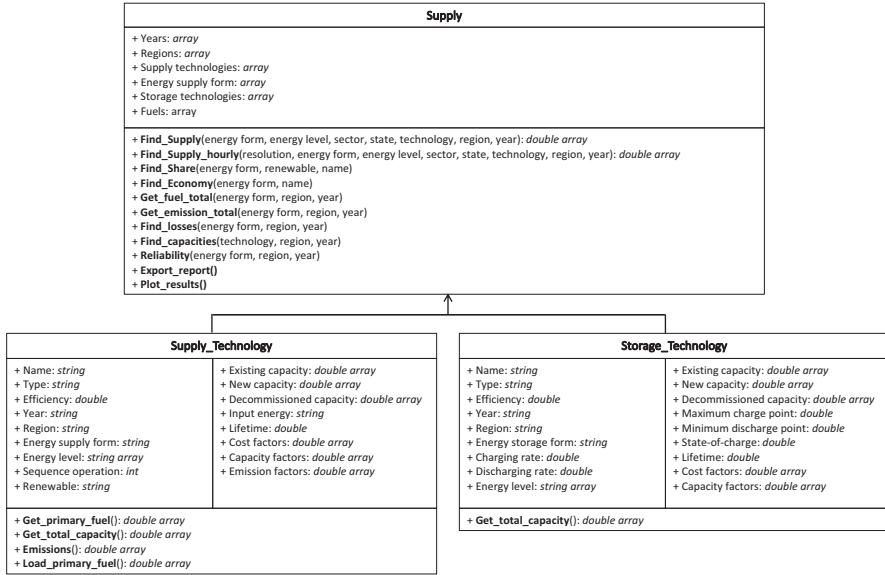 Supply
+ Years: array
+ Regions: array
+ Supply technologies: array
+ Energy supply form: array
+ Storage technologies: array
+ Fuels: array
+ Find_Supply(energy form, energy level, sector, state, technology, region, year): double array
+ Find_Supply_hourly(resolution, energy form, energy level, sector, state, technology, region, year): double array
+ Find_Share(energy form, renewable, name)
+ Find_Economy(energy form, name)
+ Get_fuel_total(energy form, region, year)
+ Get_emission_total(energy form, region, year)
+ Find_losses(energy form, region, year)
+ Find_capacities(technology, region, year)
+ Reliability(energy form, region, year)
+ Export_report()
+ Plot_results()
Supply_Technology
+ Name: string
+ Type: string
+ Efficiency: double
+ Year: string
+ Region: string
+ Energy supply form: string
+ Energy level: string array
+ Sequence operation: int
+ Renewable: string
+ Existing capacity: double array
+ New capacity: double array
+ Decommissioned capacity: double array
+ Input energy: string
+ Lifetime: double
+ Cost factors: double array
+ Capacity factors: double array
+ Emission factors: double array
+ Get_primary_fuel(): double array
+ Get_total_capacity(): double array
+ Emissions(): double array
+ Load_primary_fuel(): double array
Storage_Technology
+ Name: string
+ Type: string
+ Efficiency: double
+ Year: string
+ Region: string
+ Energy storage form: string
+ Charging rate: double
+ Discharging rate: double
+ Energy level: string array
+ Existing capacity: double array
+ New capacity: double array
+ Decommissioned capacity: double array
+ Maximum charge point: double
+ Minimum discharge point: double
+ State-of-charge: double
+ Lifetime: double
+ Cost factors: double array
+ Capacity factors: double array
+ Get_total_capacity(): double array